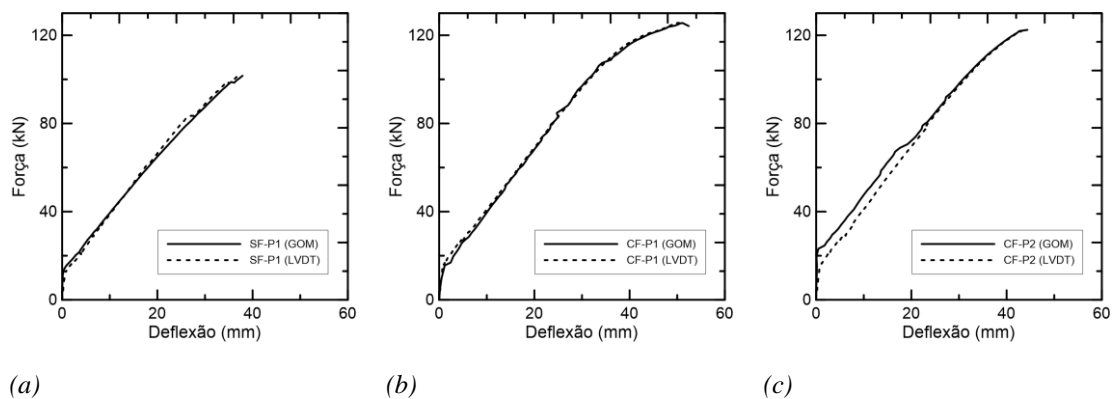 120
80
40
0
Força (kN)
SF-P1 (GOM)
SF-P1 (LVDT)
0 20 40 60
Deflexão (mm)
(a)
120
80
40
0
Força (kN)
CF-P1 (GOM)
CF-P1 (LVDT)
0 20 40 60
Deflexão (mm)
(b)
120
80
40
0
Força (kN)
CF-P2 (GOM)
CF-P2 (LVDT)
0 20 40 60
Deflexão (mm)
(c)